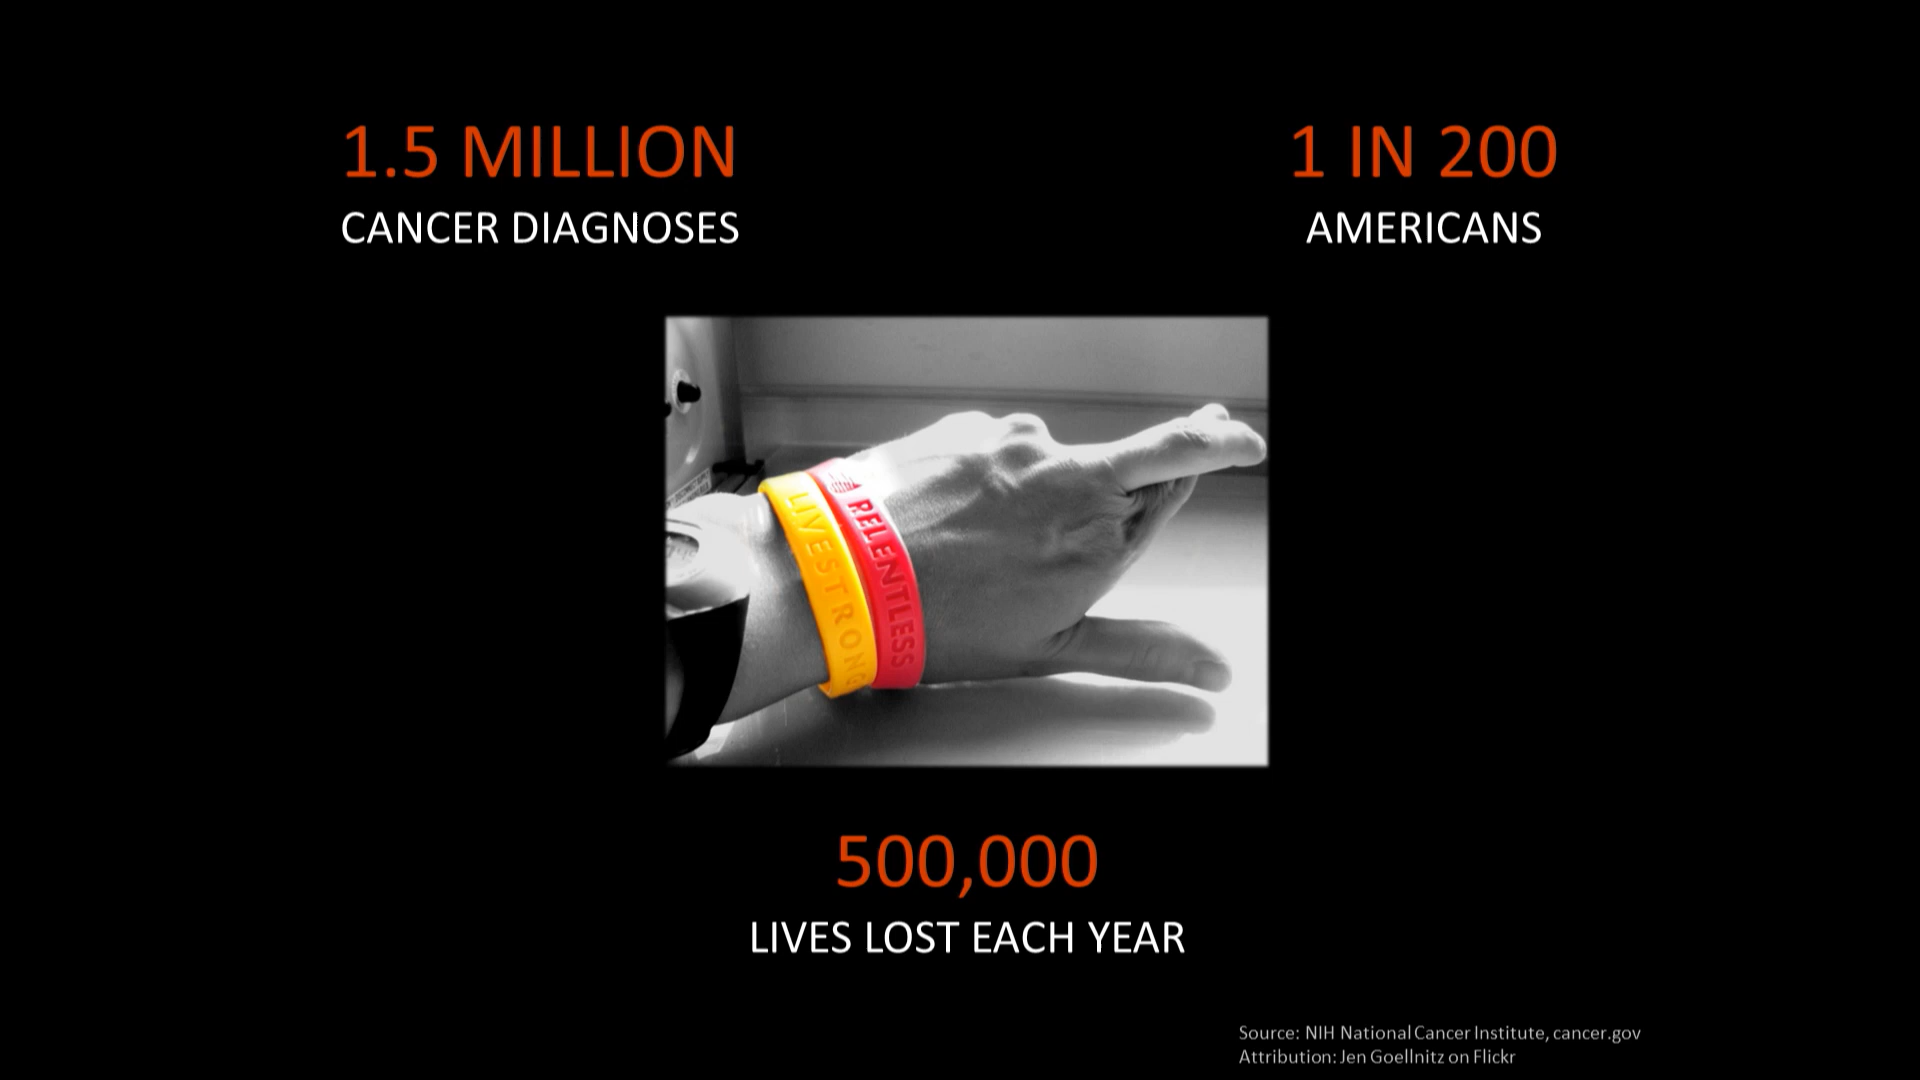 1.5 MILLION
CANCER DIAGNOSES
1 IN 200
AMERICANS
LIVESTRONG
RELENTLESS
500,000
LIVES LOST EACH YEAR
Source: NIH National Cancer Institute, cancer.gov
Attribution: Jen Goellnitz on Flickr